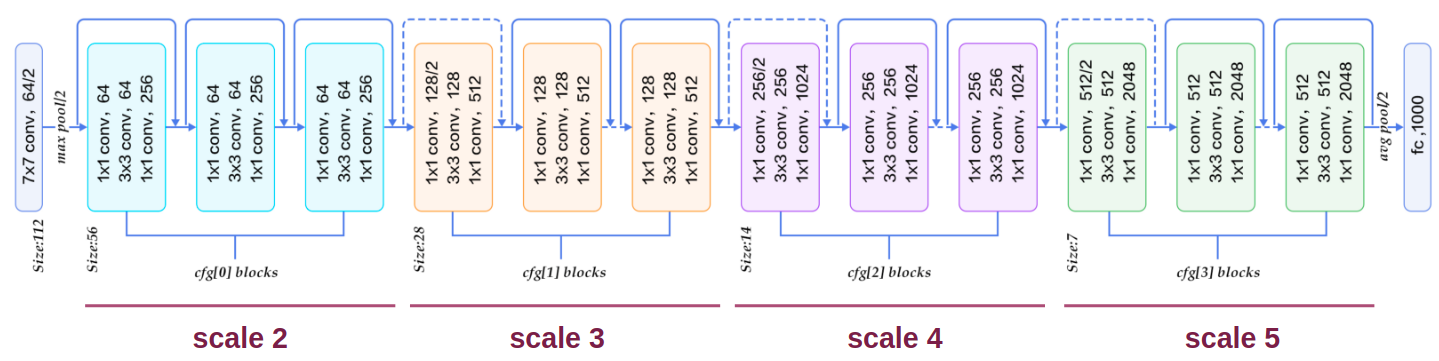 7x7 conv, 64/2
Size:112
max pool/2
1x1 conv, 64
3x3 conv, 64
1x1 conv, 256
1x1 conv, 64
3x3 conv, 64
1x1 conv, 256
1x1 conv, 64
3x3 conv, 64
1x1 conv, 256
Size:56
cfg[0] blocks
scale 2
1x1 conv, 128/2
3x3 conv, 128
1x1 conv, 512
1x1 conv, 128
3x3 conv, 128
1x1 conv, 512
1x1 conv, 128
3x3 conv, 128
1x1 conv, 512
Size:28
cfg[1] blocks
scale 3
1x1 conv, 256/2
3x3 conv, 256
1x1 conv, 1024
1x1 conv, 256
3x3 conv, 256
1x1 conv, 1024
1x1 conv, 256
3x3 conv, 256
1x1 conv, 1024
Size:14
cfg[2] blocks
scale 4
1x1 conv, 512/2
3x3 conv, 512
1x1 conv, 2048
1x1 conv, 512
3x3 conv, 512
1x1 conv, 2048
1x1 conv, 512
3x3 conv, 512
1x1 conv, 2048
Size:7
cfg[3] blocks
scale 5
avg pool/2
fc ,1000